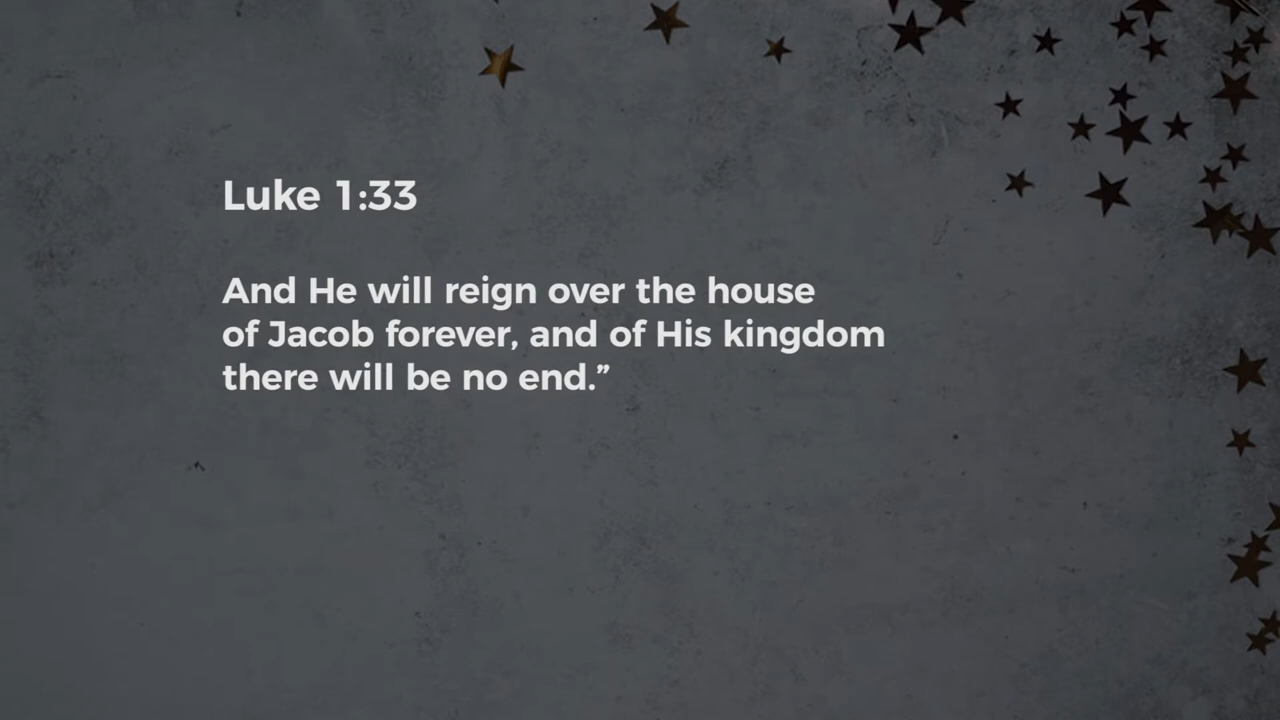 Luke 1:33
And He will reign over the house
of Jacob forever, and of His kingdom
there will be no end.”